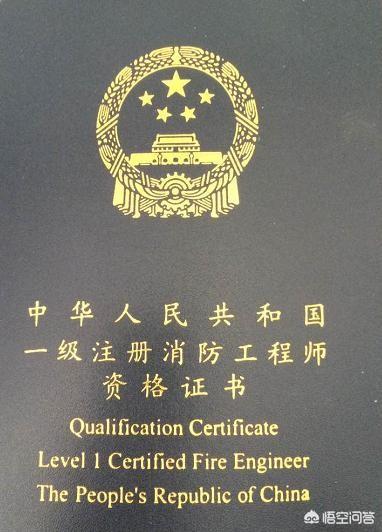 中华人民共和国
一级注册消防工程师
资格证书
Qualification Certificate
Level 1 Certified Fire Engineer
The People's Republic of China
悟空问答